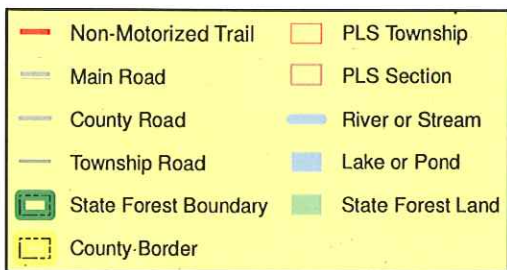 Non-Motorized Trail
Main Road
County Road
Township Road
State Forest Boundary
County-Border
PLS Township
PLS Section
River or Stream
Lake or Pond
State Forest Land